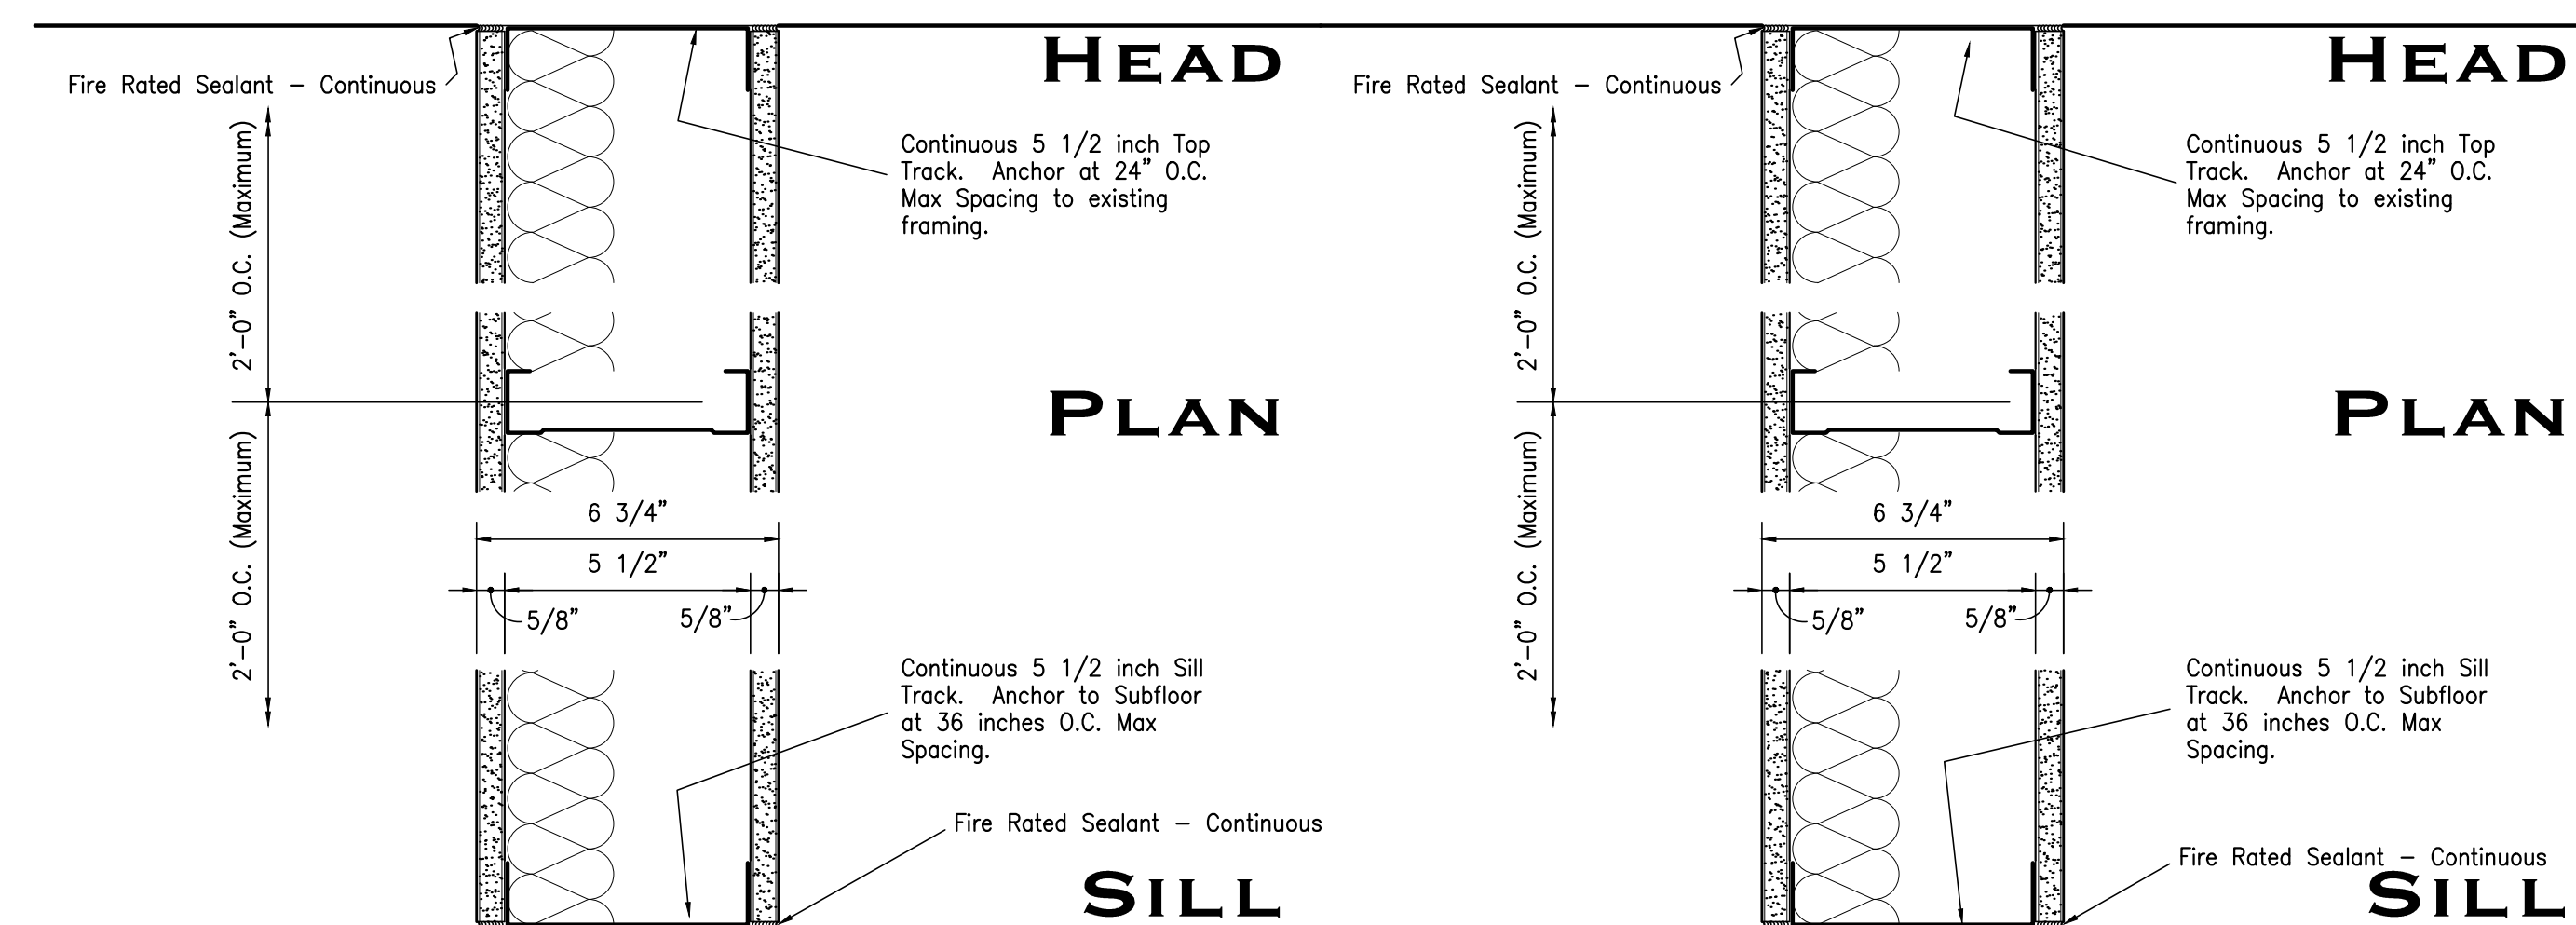 HEAD
Fire Rated Sealant – Continuous
2'–0" O.C. (Maximum)
Continuous 5 1/2 inch Top
Track. Anchor at 24" O.C.
Max Spacing to existing
framing.
PLAN
2'–0" O.C. (Maximum)
6 3/4"
5 1/2"
5/8"
5/8"
Continuous 5 1/2 inch Sill
Track. Anchor to Subfloor
at 36 inches O.C. Max
Spacing.
Fire Rated Sealant – Continuous
SILL
HEAD
Fire Rated Sealant – Continuous
2'–0" O.C. (Maximum)
Continuous 5 1/2 inch Top
Track. Anchor at 24" O.C.
Max Spacing to existing
framing.
PLAN
2'–0" O.C. (Maximum)
6 3/4"
5 1/2"
5/8"
5/8"
Continuous 5 1/2 inch Sill
Track. Anchor to Subfloor
at 36 inches O.C. Max
Spacing.
Fire Rated Sealant – Continuous
SILL